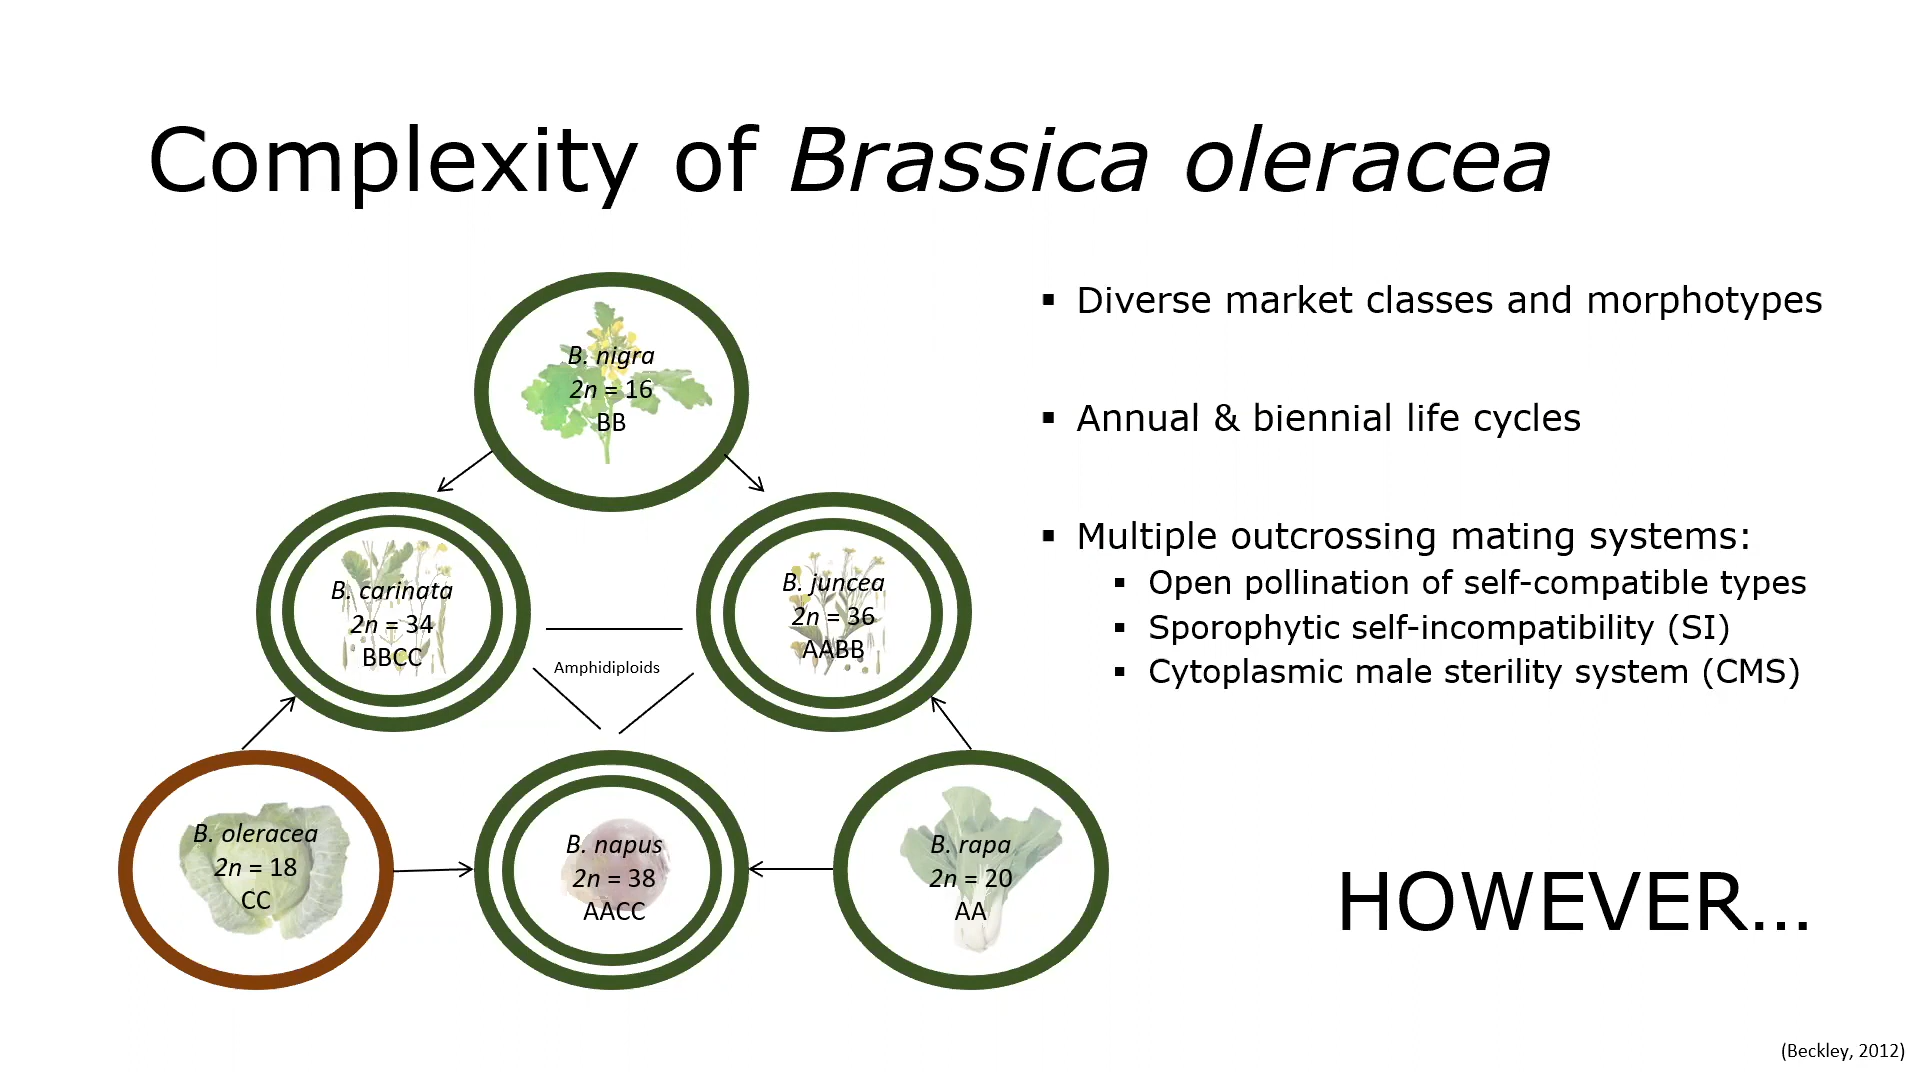 Complexity of Brassica oleracea
B. nigra
2n = 16
BB
B. carinata
2n = 34
BBCC
B. juncea
2n = 36
AABB
Amphidiploids
B. oleracea
2n = 18
CC
B. napus
2n = 38
AACC
B. rapa
2n = 20
AA
▪ Diverse market classes and morphotypes
▪ Annual & biennial life cycles
▪ Multiple outcrossing mating systems:
▪ Open pollination of self-compatible types
▪ Sporophytic self-incompatibility (SI)
▪ Cytoplasmic male sterility system (CMS)
HOWEVER...
(Beckley, 2012)